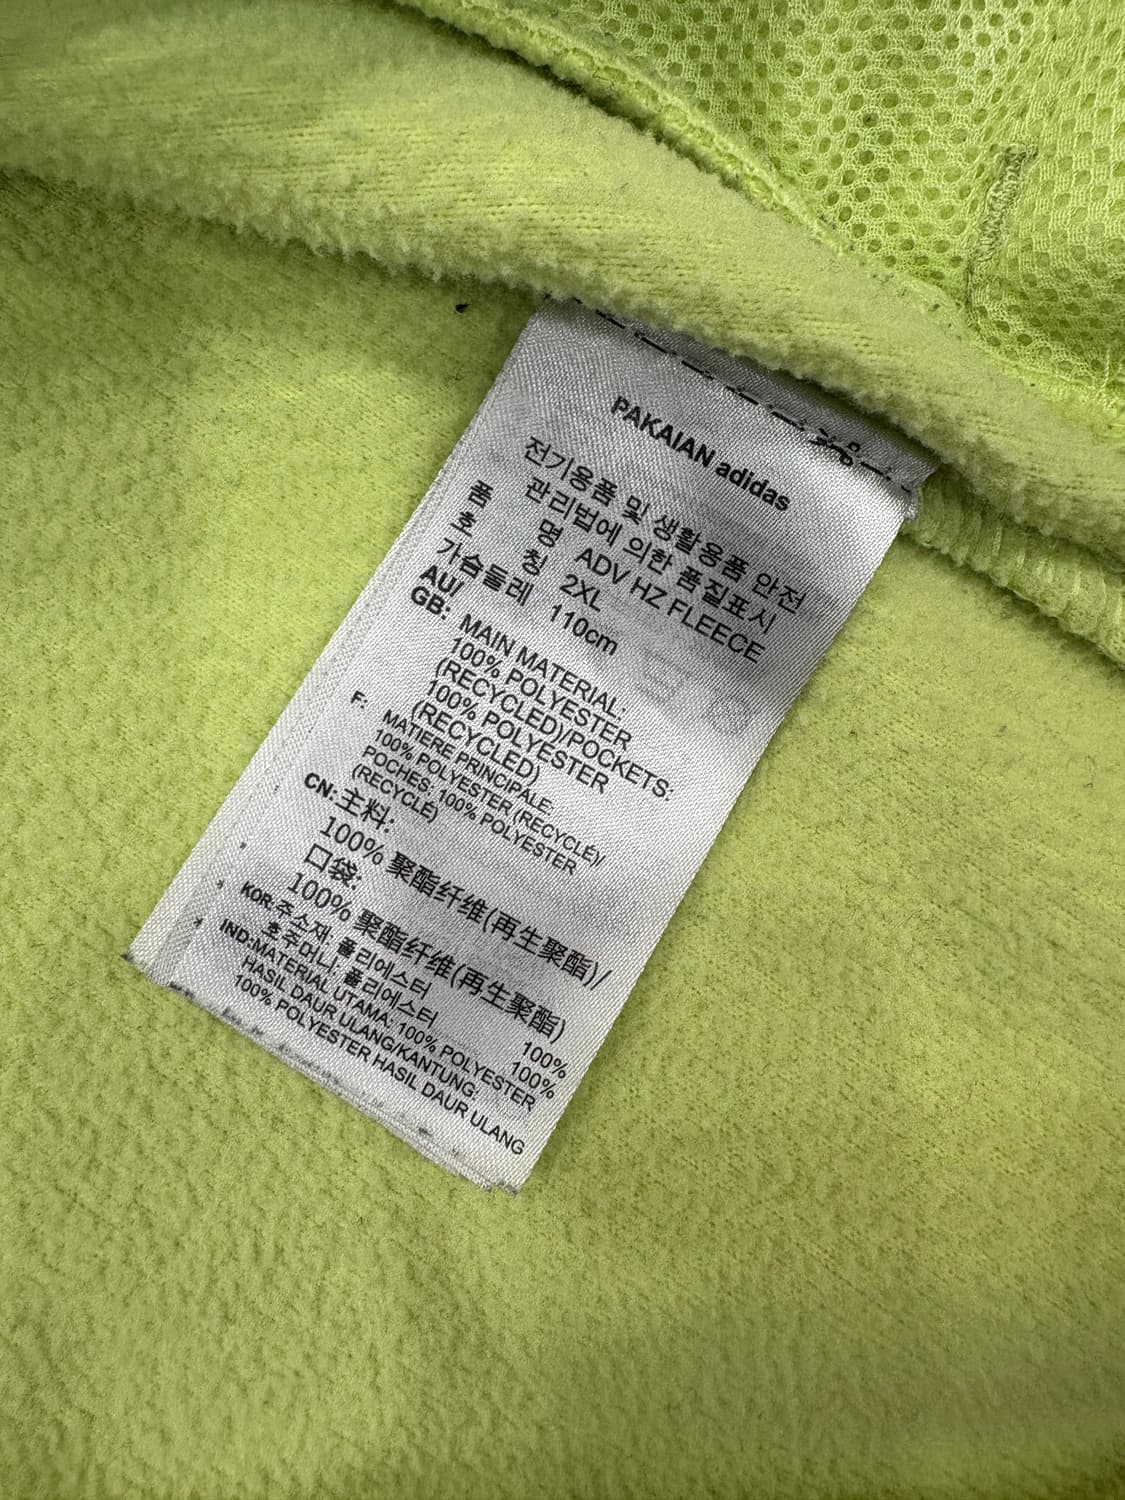 PAKAIAN adidas
전기용품 및 생활용품 안전
관리법에 의한 품질표시
품 명 ADV HZ FLEECE
호 칭 2XL
가슴둘레 110cm
AU/
GB: MAIN MATERIAL:
100% POLYESTER
(RECYCLED)/POCKETS:
100% POLYESTER
(RECYCLED)
F: MATIERE PRINCIPALE:
100% POLYESTER (RECYCLÉ)/
POCHES: 100% POLYESTER
(RECYCLÉ)
CN: 主料:
100% 聚酯纤维(再生聚酯)/
口袋:
100% 聚酯纤维(再生聚酯)
KOR: 주소재: 폴리에스터 100%
호주머니: 폴리에스터 100%
IND:MATERIAL UTAMA: 100% POLYESTER
HASIL DAUR ULANG/KANTUNG:
100% POLYESTER HASIL DAUR ULANG